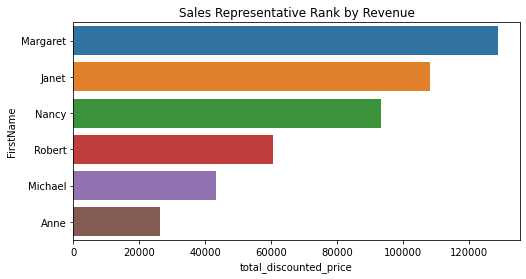 Sales Representative Rank by Revenue
FirstName
Margaret
Janet
Nancy
Robert
Michael
Anne
0 20000 40000 60000 80000 100000 120000
total_discounted_price